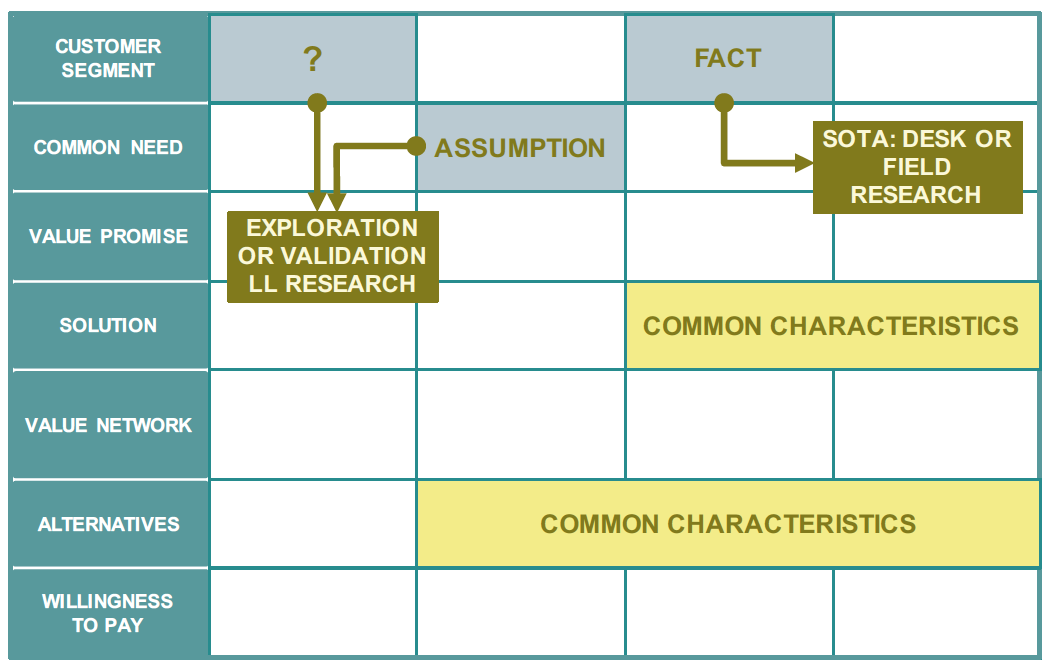 CUSTOMER
SEGMENT
?
FACT
COMMON NEED
ASSUMPTION
SOTA: DESK OR
FIELD
RESEARCH
VALUE PROMISE
EXPLORATION
OR VALIDATION
LL RESEARCH
SOLUTION
COMMON CHARACTERISTICS
VALUE NETWORK
ALTERNATIVES
COMMON CHARACTERISTICS
WILLINGNESS
TO PAY